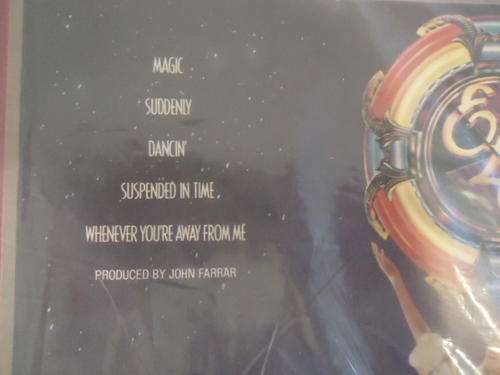 MAGIC
SUDDENLY
DANCIN'
SUSPENDED IN TIME
WHENEVER YOU'RE AWAY FROM ME
PRODUCED BY JOHN FARRAR